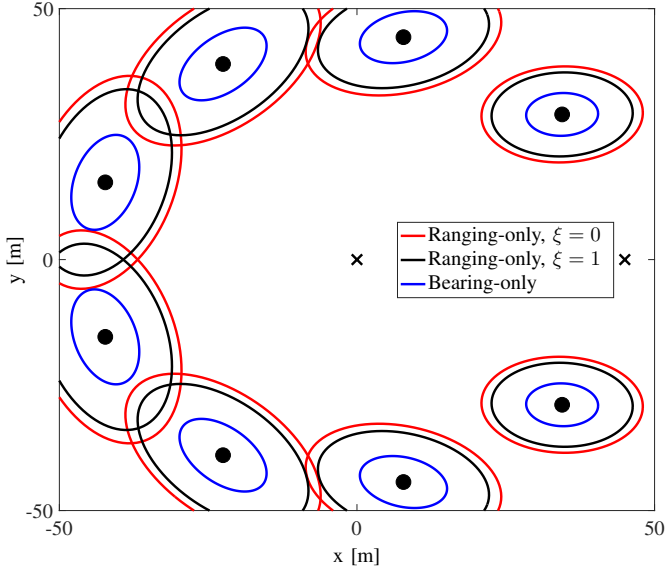 50
y [m]
0
Ranging-only, ξ = 0
Ranging-only, ξ = 1
Bearing-only
-50
-50
0
50
x [m]